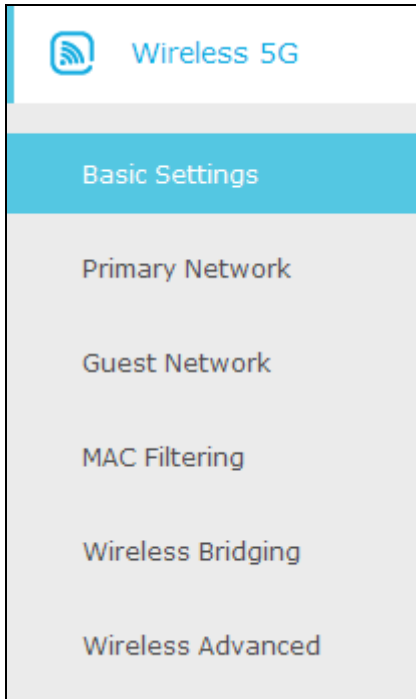 Wireless 5G
Basic Settings
Primary Network
Guest Network
MAC Filtering
Wireless Bridging
Wireless Advanced